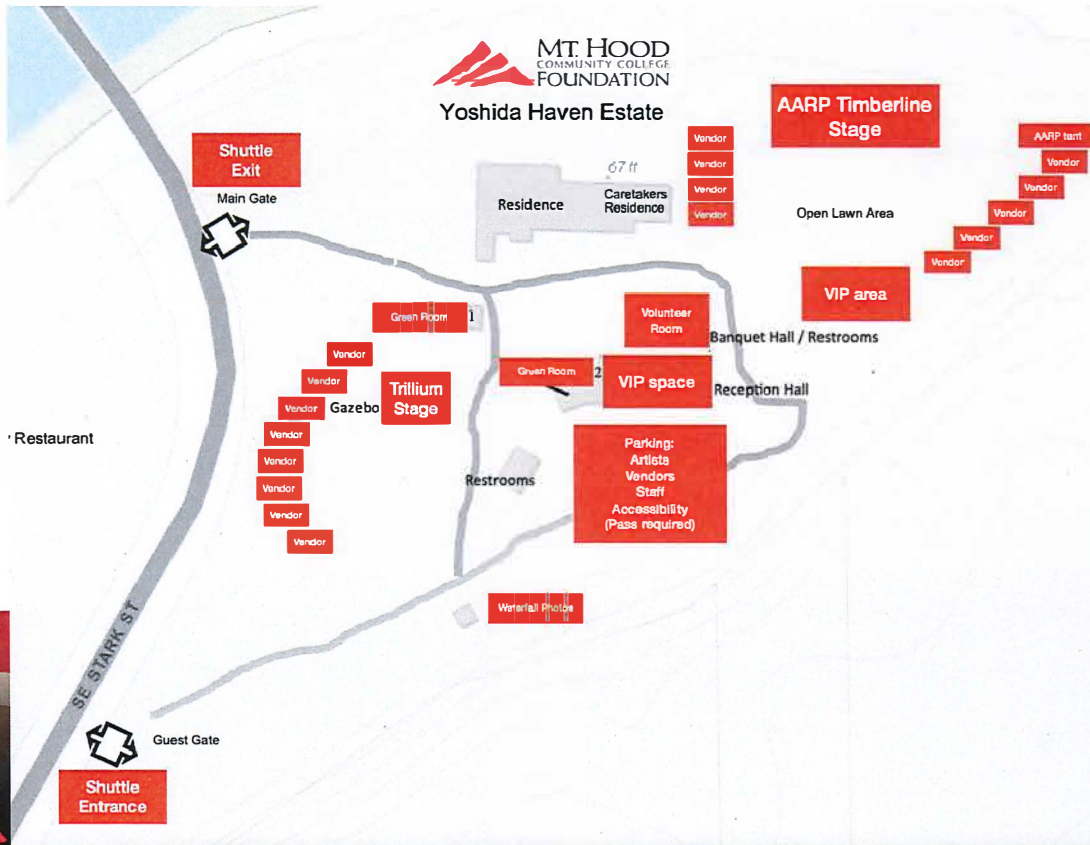 MT. HOOD
COMMUNITY COLLEGE
FOUNDATION
Yoshida Haven Estate
AARP Timberline
Stage
AARP tent
Vendor
Vendor
Vendor
Vendor
Vendor
Vendor
Vendor
Vendor
Vendor
Open Lawn Area
VIP area
67 ft
Residence
Caretakers
Residence
Shuttle
Exit
Main Gate
Green Room 1
Volunteer
Room
Banquet Hall / Restrooms
Green Room 2
VIP space
Reception Hall
Vendor
Vendor
Vendor
Vendor
Vendor
Vendor
Vendor
Vendor
Gazebo
Trillium
Stage
Restaurant
Parking:
Artists
Vendors
Staff
Accessibility
(Pass required)
Restrooms
Waterfall Photos
SE STARK ST
Guest Gate
Shuttle
Entrance